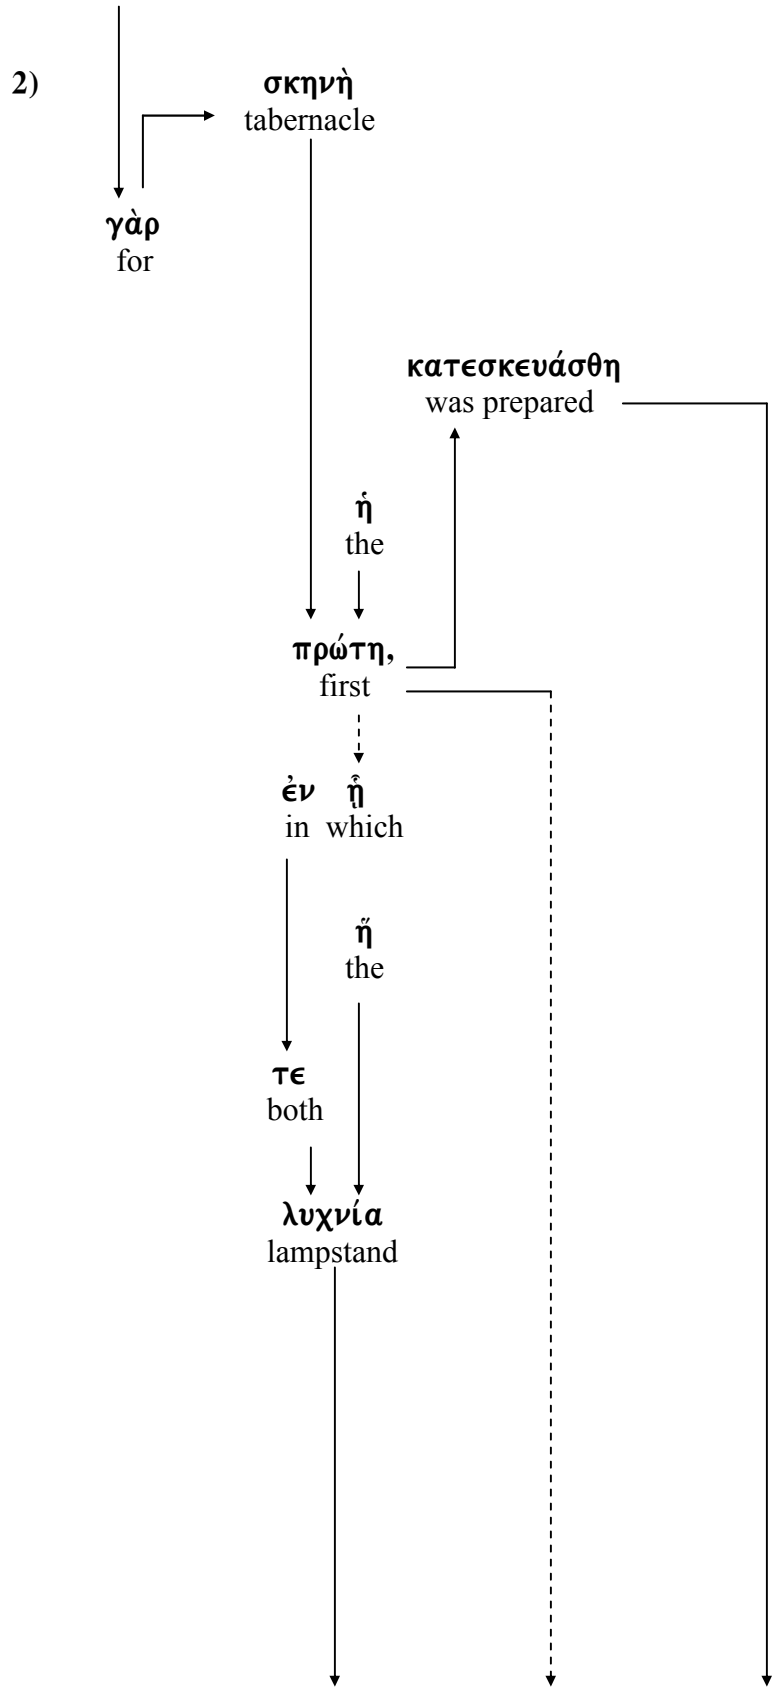 2)
σκηνὴ
tabernacle
γὰρ
for
κατεσκευάσθη
was prepared
ἡ
the
πρώτη,
first
ἐν ᾗ
in which
ἥ
the
τε
both
λυχνία
lampstand